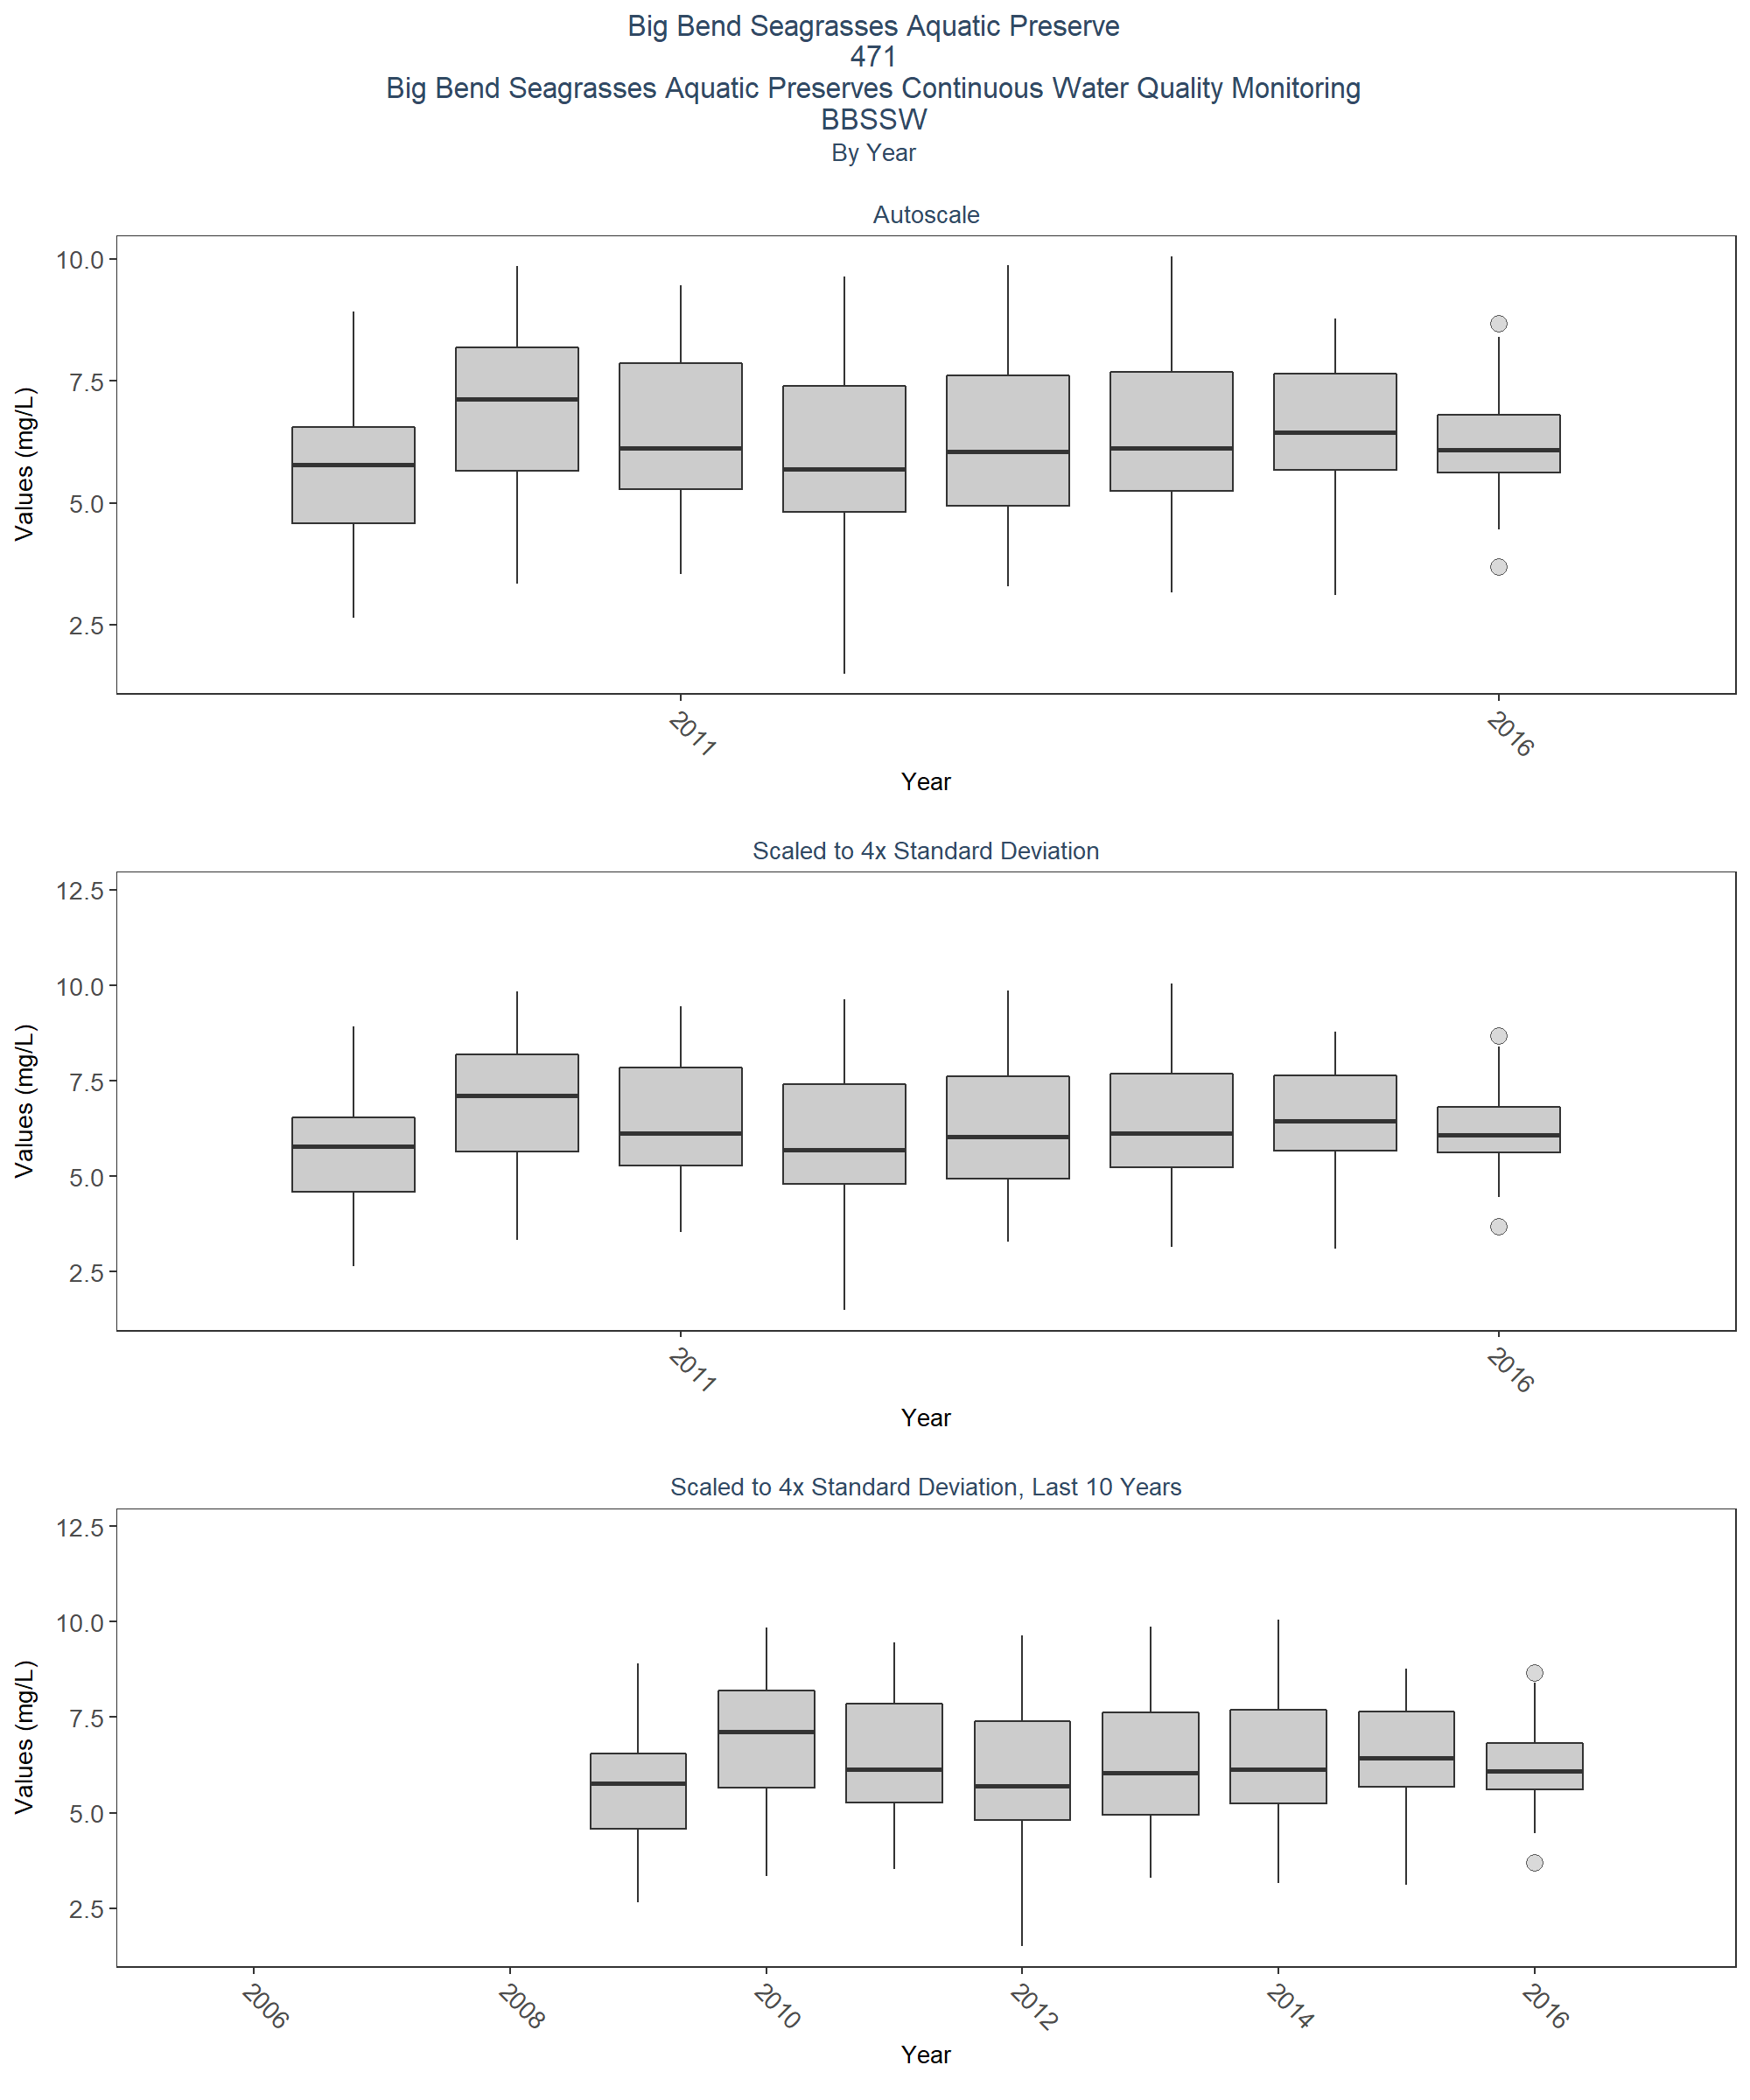 Big Bend Seagrasses Aquatic Preserve
471
Big Bend Seagrasses Aquatic Preserves Continuous Water Quality Monitoring
BBSSW
By Year
Autoscale
10.0
7.5
5.0
2.5
Values (mg/L)
2011
2016
Year
Scaled to 4x Standard Deviation
12.5
10.0
7.5
5.0
2.5
Values (mg/L)
2011
2016
Year
Scaled to 4x Standard Deviation, Last 10 Years
12.5
10.0
7.5
5.0
2.5
Values (mg/L)
2006
2008
2010
2012
2014
2016
Year